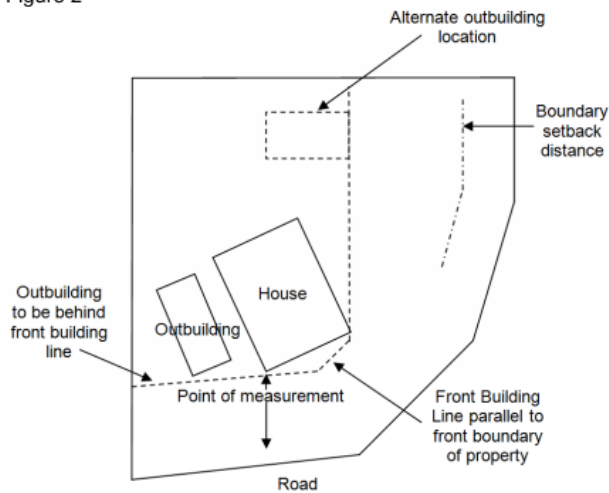 Figure 2
Alternate outbuilding
location
Boundary
setback
distance
House
Outbuilding
to be behind
front building
line
Outbuilding
Point of measurement
Front Building
Line parallel to
front boundary
of property
Road